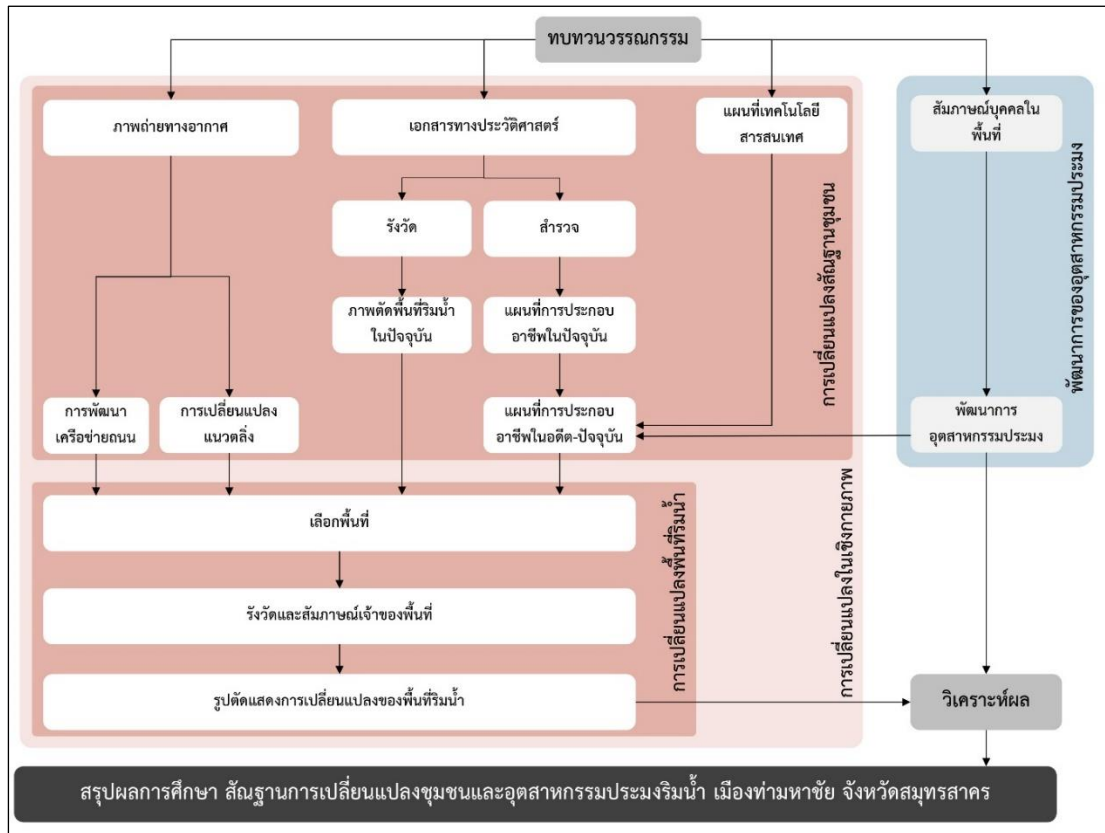 ทบทวนวรรณกรรม
ภาพถ่ายทางอากาศ
เอกสารทางประวัติศาสตร์
แผนที่เทคโนโลยี
สารสนเทศ
สัมภาษณ์บุคคลใน
พื้นที่
รังวัด
สำรวจ
ภาพตัดพื้นที่ริมน้ำ
ในปัจจุบัน
แผนที่การประกอบ
อาชีพในปัจจุบัน
การพัฒนา
เครือข่ายถนน
การเปลี่ยนแปลง
แนวตลิ่ง
แผนที่การประกอบ
อาชีพในอดีต-ปัจจุบัน
พัฒนาการ
อุตสาหกรรมประมง
การเปลี่ยนแปลงสัณฐานชุมชน
พัฒนาการของอุตสาหกรรมประมง
เลือกพื้นที่
รังวัดและสัมภาษณ์เจ้าของพื้นที่
รูปตัดแสดงการเปลี่ยนแปลงของพื้นที่ริมน้ำ
การเปลี่ยนแปลงพื้นที่ริมน้ำ
การเปลี่ยนแปลงในเชิงกายภาพ
วิเคราะห์ผล
สรุปผลการศึกษา สัณฐานการเปลี่ยนแปลงชุมชนและอุตสาหกรรมประมงริมน้ำ เมืองท่ามหาชัย จังหวัดสมุทรสาคร